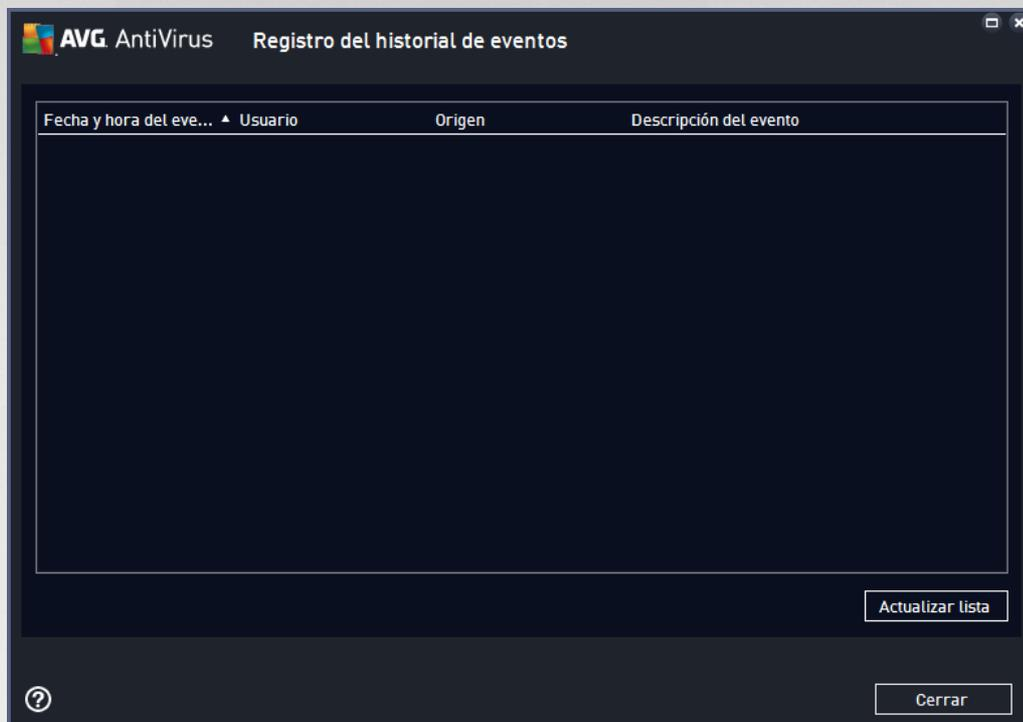 AVG. AntiVirus Registro del historial de eventos
Fecha y hora del eve... ▲ Usuario Origen Descripción del evento
Actualizar lista
? Cerrar